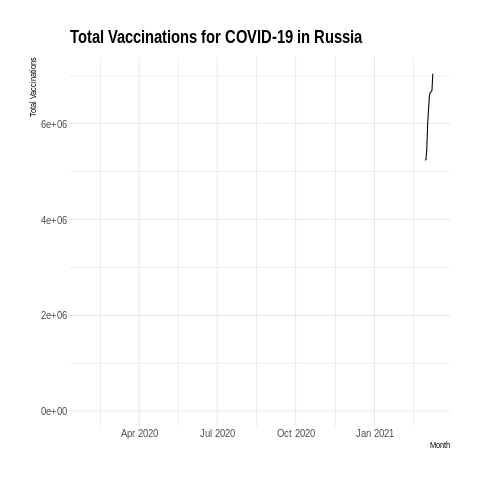 Total Vaccinations for COVID-19 in Russia
Total Vaccinations
6e+06
4e+06
2e+06
0e+00
Apr 2020 Jul 2020 Oct 2020 Jan 2021
Month